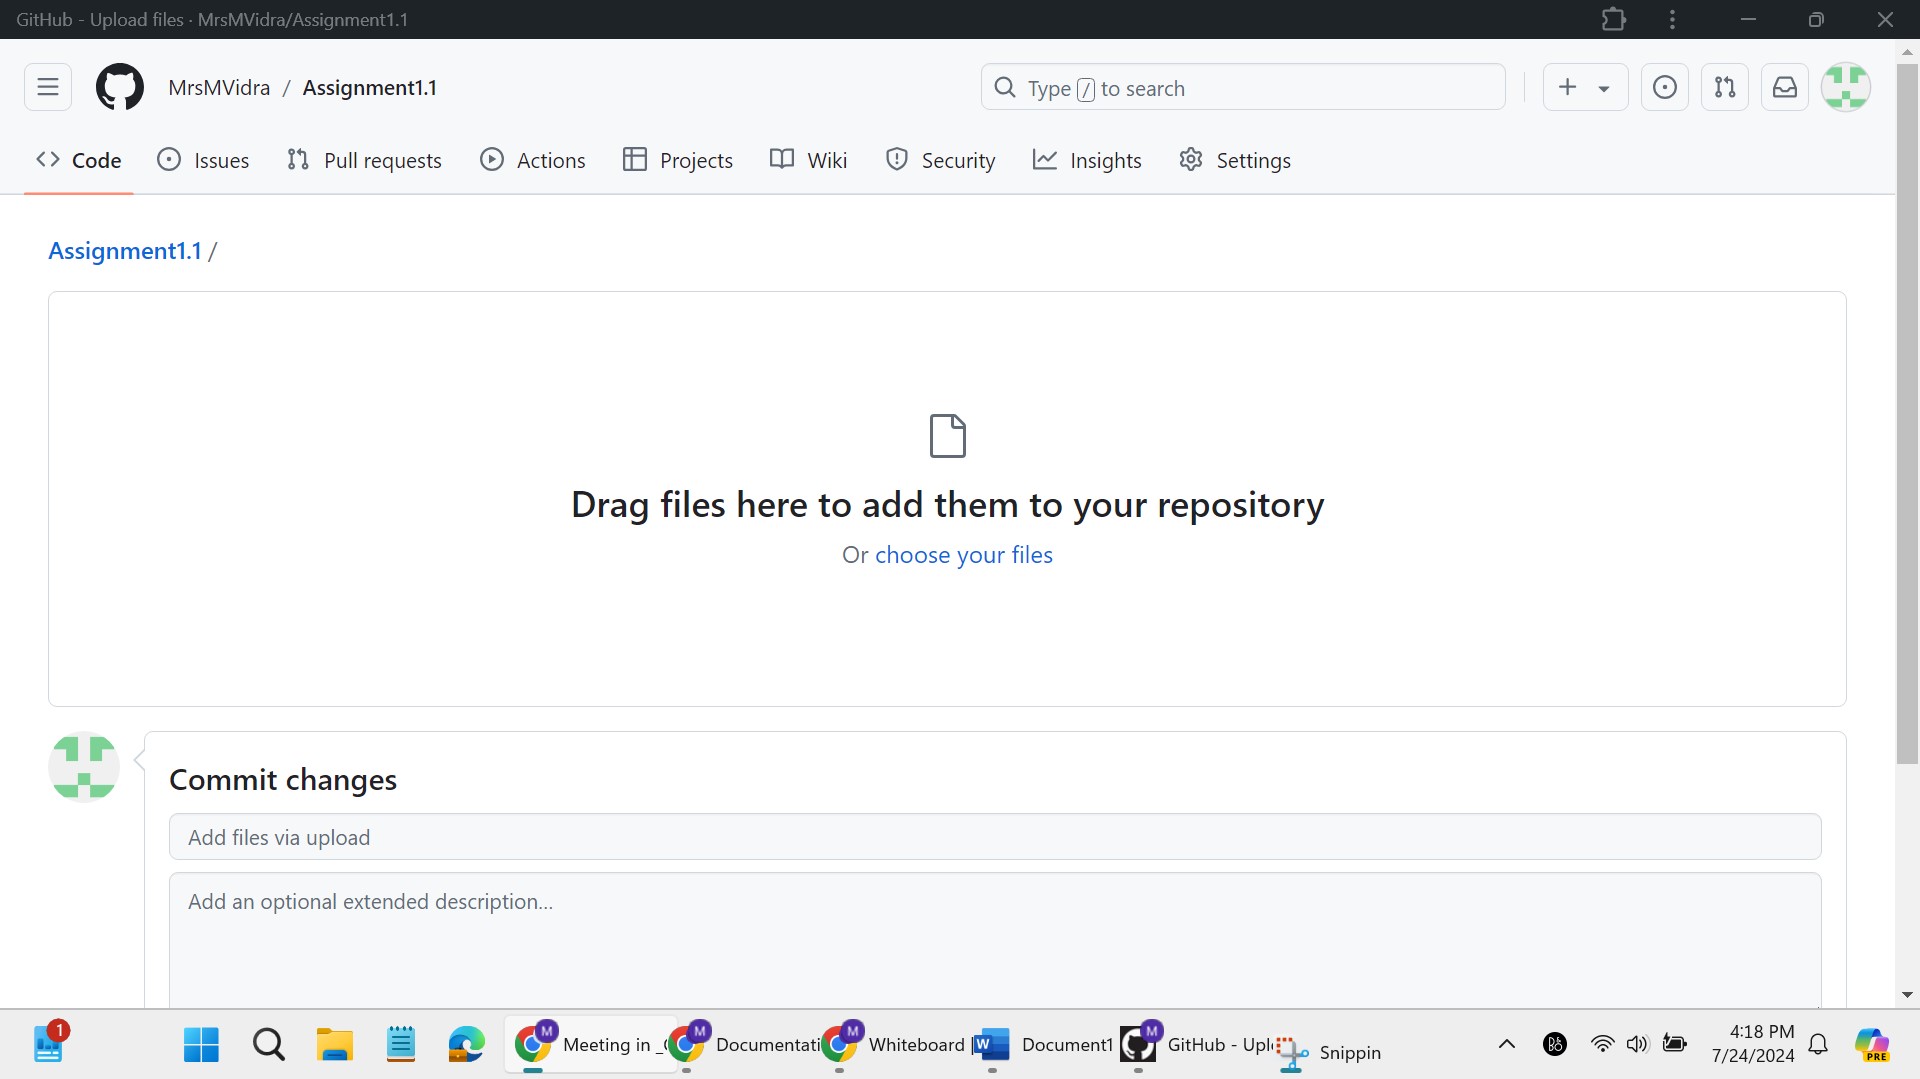 GitHub - Upload files · MrsMVidra/Assignment1.1
MrsMVidra / Assignment1.1
Type / to search
Code Issues Pull requests Actions Projects Wiki Security Insights Settings
Assignment1.1 /
Drag files here to add them to your repository
Or choose your files
Commit changes
Add files via upload
Add an optional extended description...
1
M Meeting in _ M Documentati M Whiteboard | W Document1 M GitHub - Uplo Snippin
4:18 PM
7/24/2024
PRE